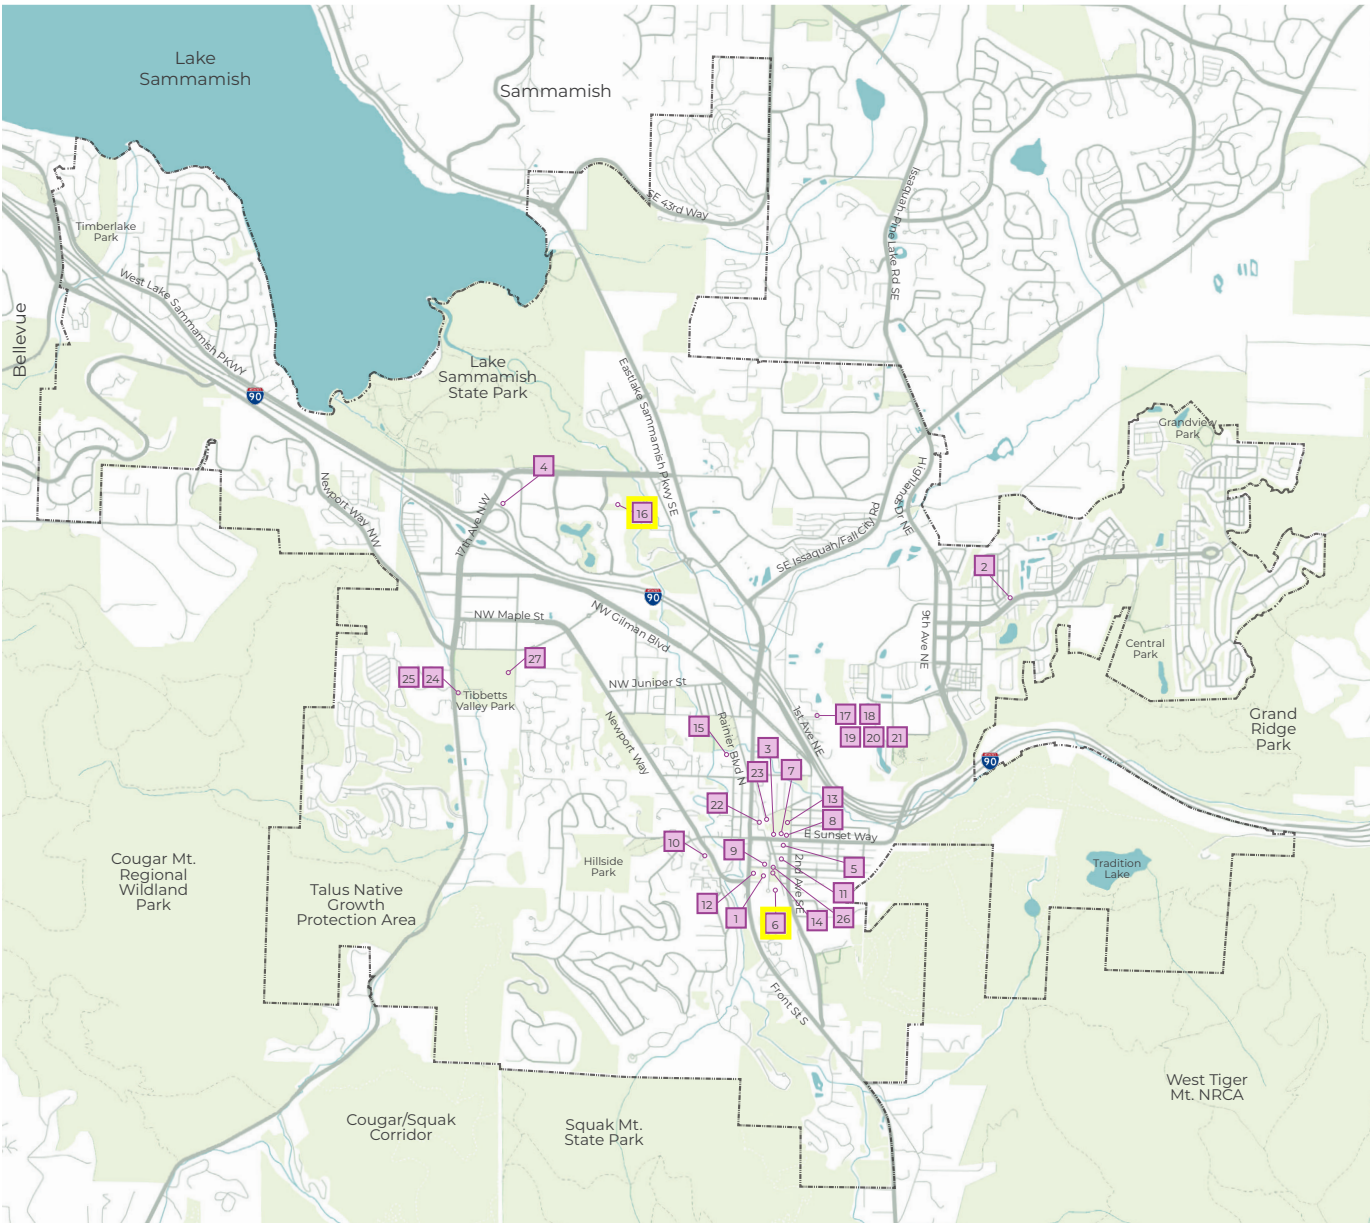 Lake
Sammamish
Sammamish
SE 43rd Way
Issaquah-Pine Lake Rd SE
Timberlake
Park
West Lake Sammamish PKWY
Bellevue
90
Lake
Sammamish
State Park
Eastlake Sammamish Pkwy SE
Grandview
Park
4
Newport Way NW
17th Ave NW
16
Highlands Dr NE
SE Issaquah/Fall City Rd
2
90
NW Maple St
NW Gilman Blvd
9th Ave NE
Central
Park
27
25
24
Tibbetts
Valley Park
NW Juniper St
Newport Way
Rainier Blvd N
1st Ave NE
17
18
19
20
21
15
3
23
7
Grand
Ridge
Park
90
22
13
8
E Sunset Way
10
9
5
Hillside
Park
2nd Ave SE
11
12
1
6
14
26
Tradition
Lake
Cougar Mt.
Regional
Wildland
Park
Talus Native
Growth
Protection Area
Front St S
Cougar/Squak
Corridor
Squak Mt.
State Park
West Tiger
Mt. NRCA